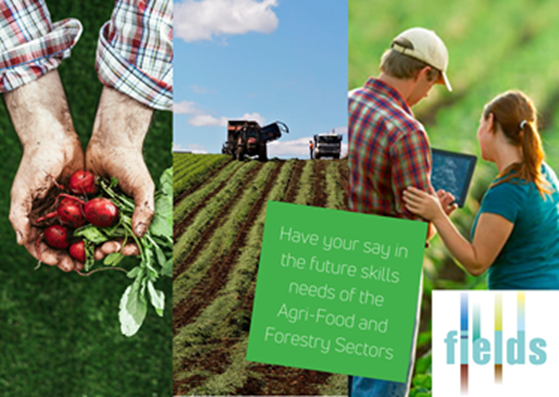 Have your say in
the future skills
needs of the
Agri-Food and
Forestry Sectors
fields